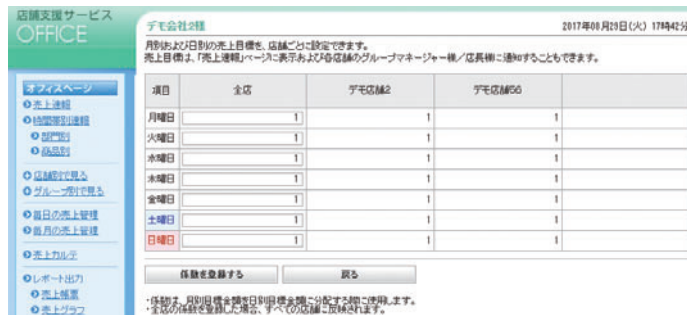 店舗支援サービス
OFFICE
デモ会社2様
2017年08月29日(火) 17時42分
月別および日別の売上目標を、店舗ごとに設定できます。
売上目標は、「売上速報」ページに表示および各店舗のグループマネージャー様/店長様に通知することもできます。
オフィスページ
売上速報
時間帯別速報
部門別
商品別
店舗別で見る
グループ別で見る
毎日の売上管理
毎月の売上管理
売上カルテ
レポート出力
売上帳票
売上グラフ
項目 全店 デモ店舗2 デモ店舗56
月曜日 1 1 1
火曜日 1 1 1
水曜日 1 1 1
木曜日 1 1 1
金曜日 1 1 1
土曜日 1 1 1
日曜日 1 1 1
係数を登録する 戻る
・係数は、月別目標金額を日別目標金額に分配する際に使用します。
・全店の係数を登録した場合、すべての店舗に反映されます。